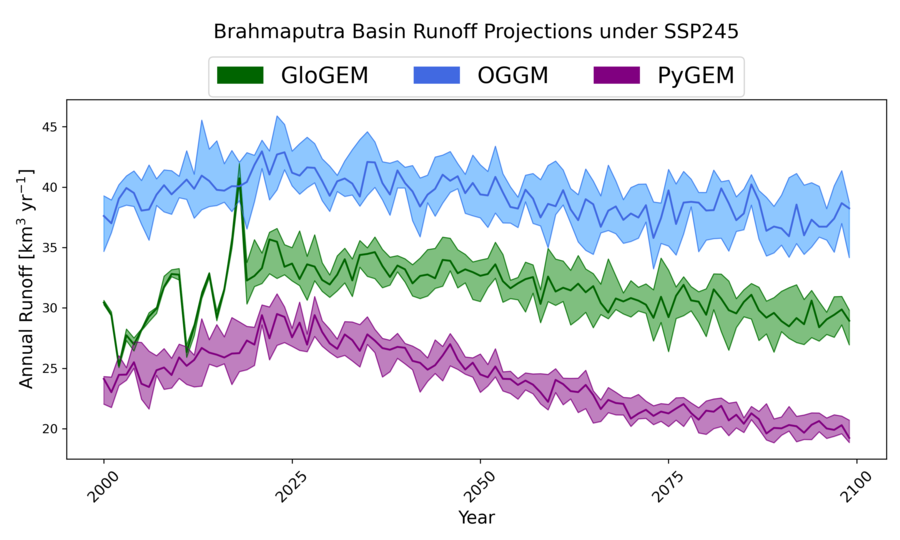 Brahmaputra Basin Runoff Projections under SSP245
GloGEM OGGM PyGEM
Annual Runoff [km³ yr⁻¹]
45
40
35
30
25
20
2000 2025 2050 2075 2100
Year